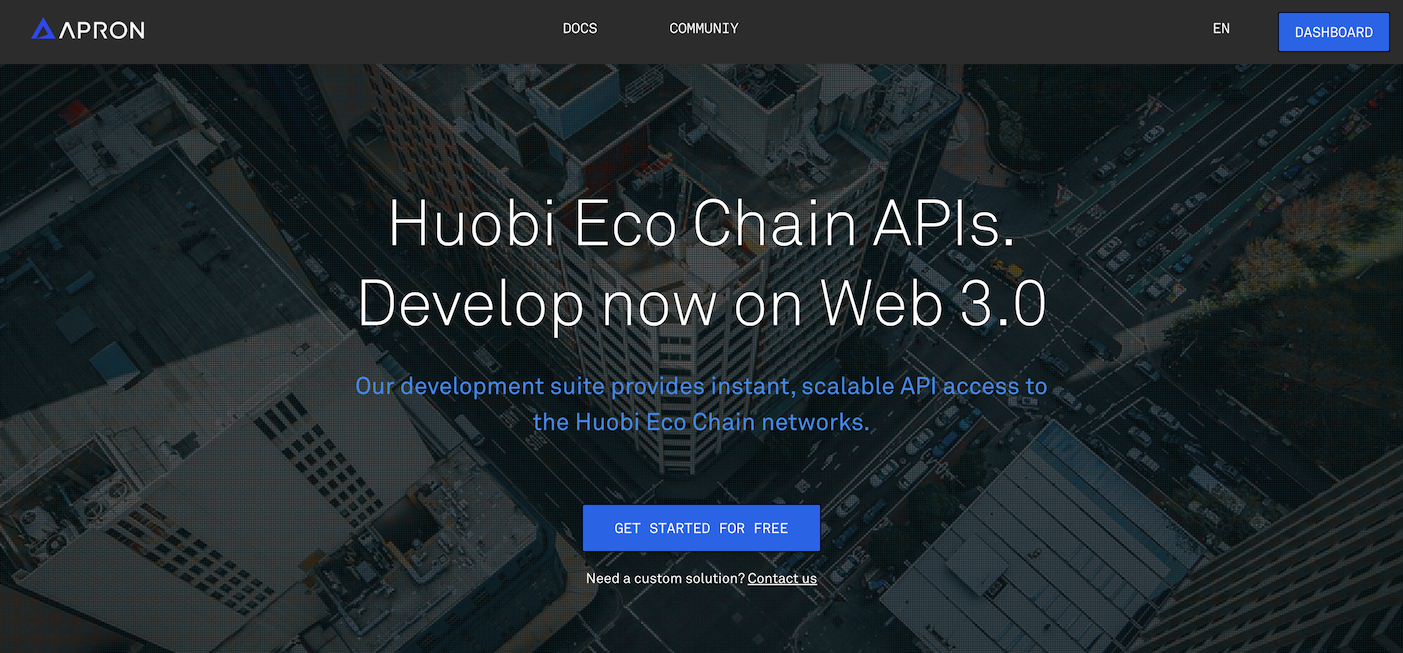 APRON
DOCS
COMMUNIY
EN
DASHBOARD
Huobi Eco Chain APIs.
Develop now on Web 3.0
Our development suite provides instant, scalable API access to
the Huobi Eco Chain networks.
GET STARTED FOR FREE
Need a custom solution? Contact us